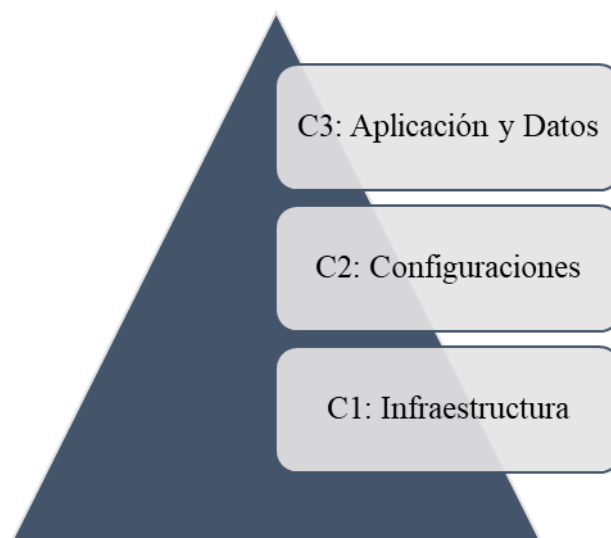 C3: Aplicación y Datos
C2: Configuraciones
C1: Infraestructura